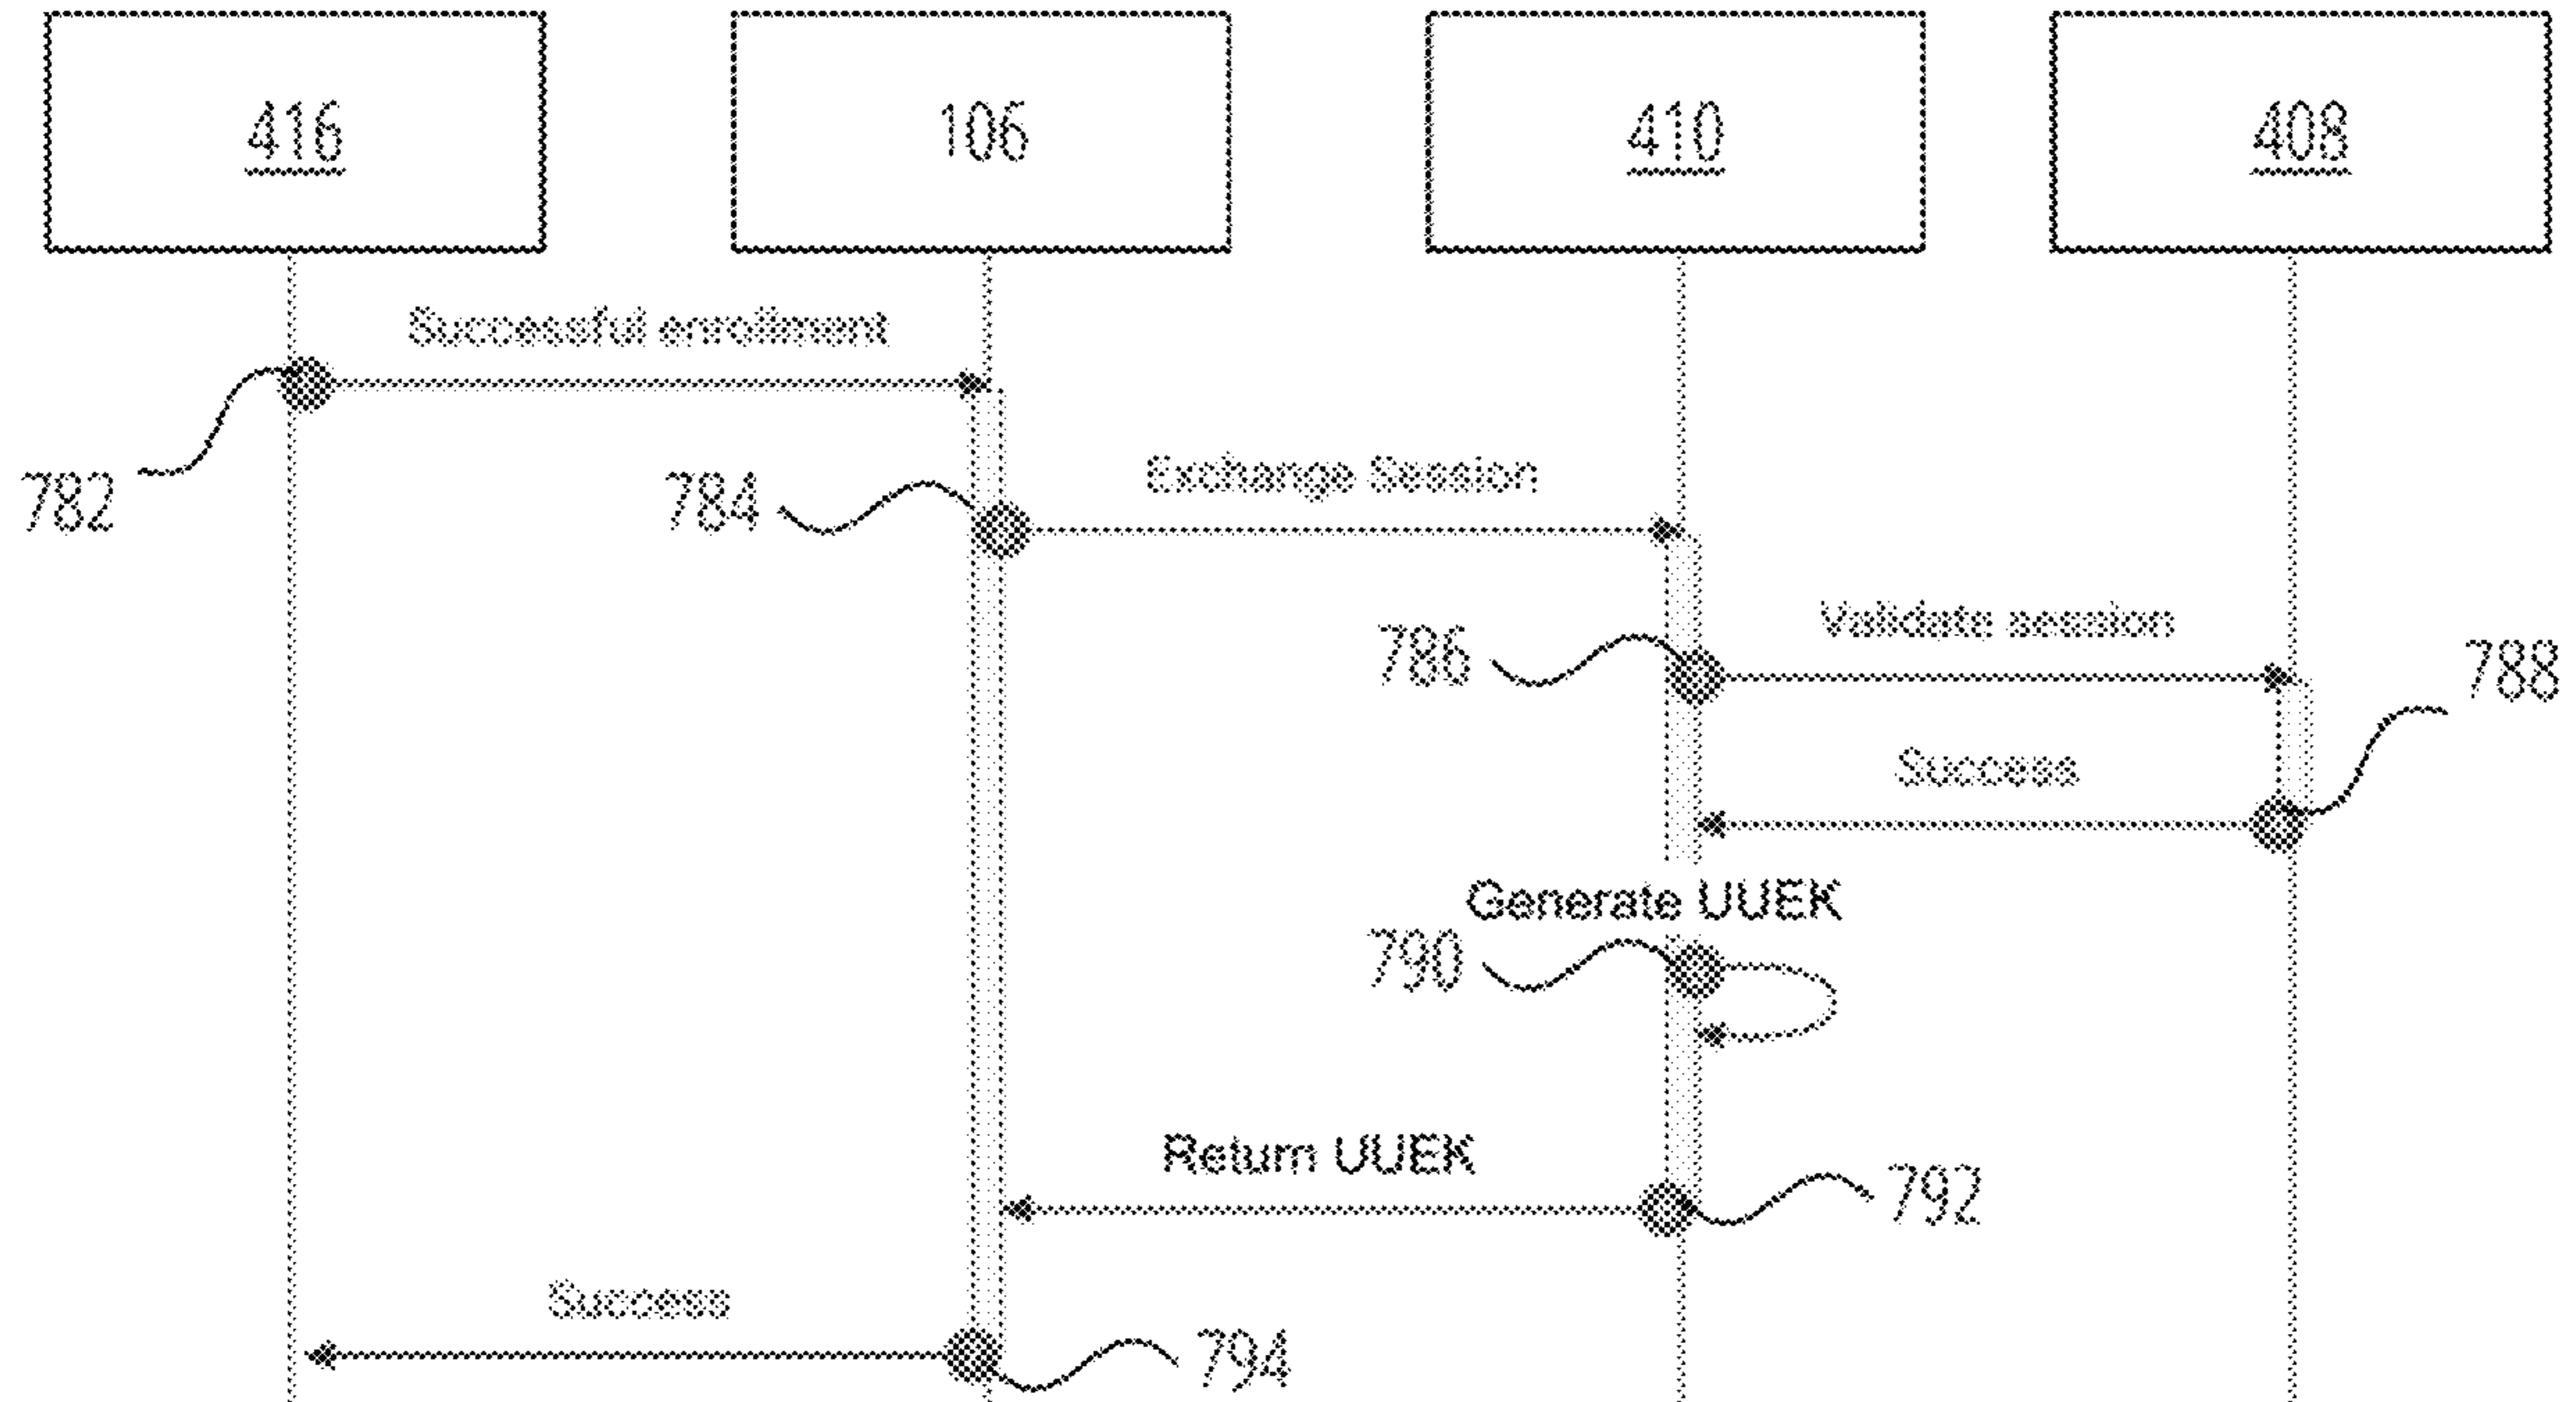 416
106
410
408
Successful enrollment
782
784
Exchange Session
786
Validate session
788
Success
Generate UUEK
790
Return UUEK
792
Success
794